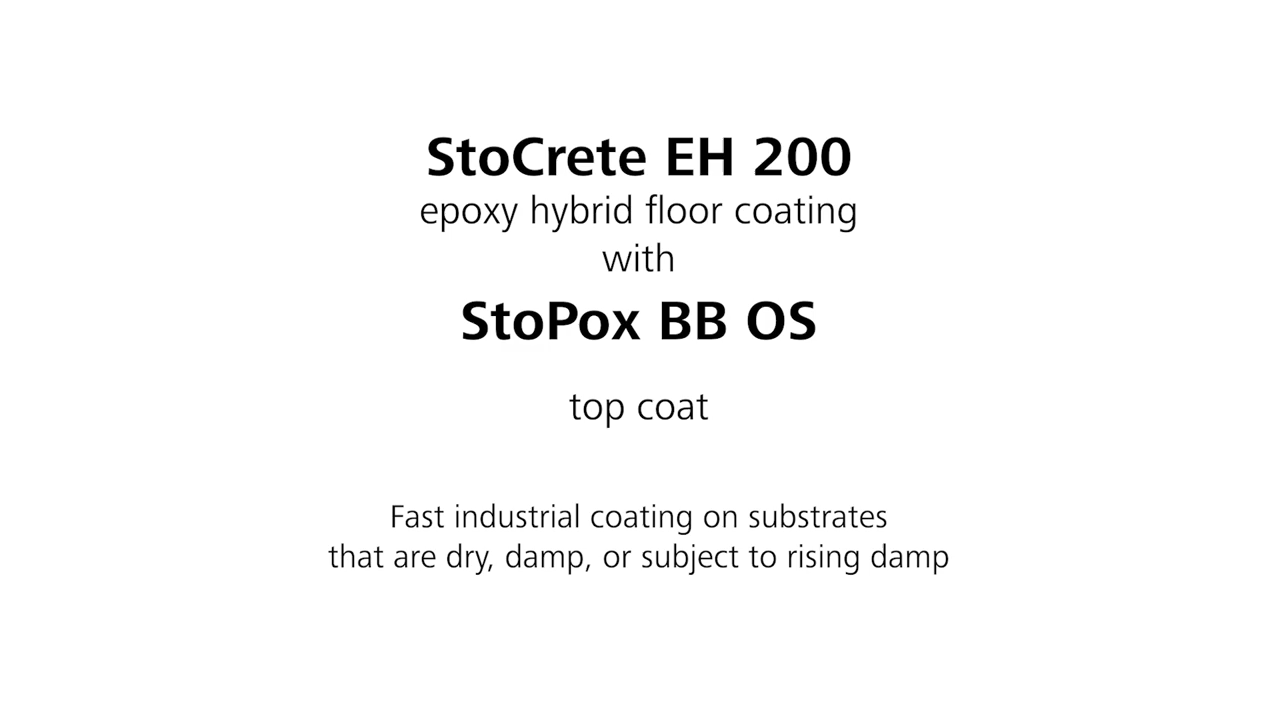 StoCrete EH 200
epoxy hybrid floor coating
with
StoPox BB OS
top coat
Fast industrial coating on substrates
that are dry, damp, or subject to rising damp